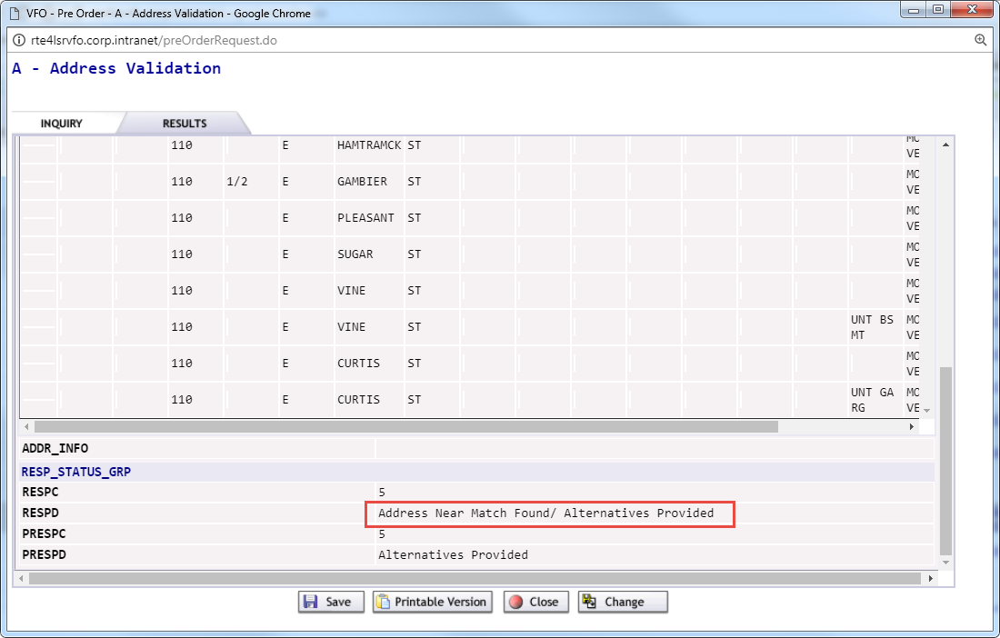 VFO - Pre Order - A - Address Validation - Google Chrome
rte4lsrvfo.corp.intranet/preOrderRequest.do
A - Address Validation
INQUIRY RESULTS
110 E HAMTRAMCK ST MO
VE
110 1/2 E GAMBIER ST MO
VE
110 E PLEASANT ST MO
VE
110 E SUGAR ST MO
VE
110 E VINE ST MO
VE
110 E VINE ST UNT BS MO
MT VE
110 E CURTIS ST MO
VE
110 E CURTIS ST UNT GA MO
RG VE
ADDR_INFO
RESP_STATUS_GRP
RESPC 5
RESPD Address Near Match Found/ Alternatives Provided
PRESPC 5
PRESPD Alternatives Provided
Save Printable Version Close Change